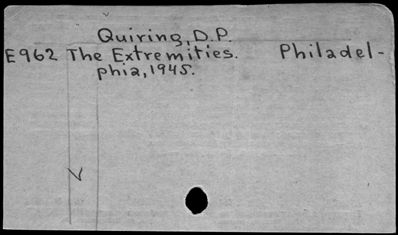 Quiring, D.P.
E962 The Extremities. Philadel-
phia, 1945.